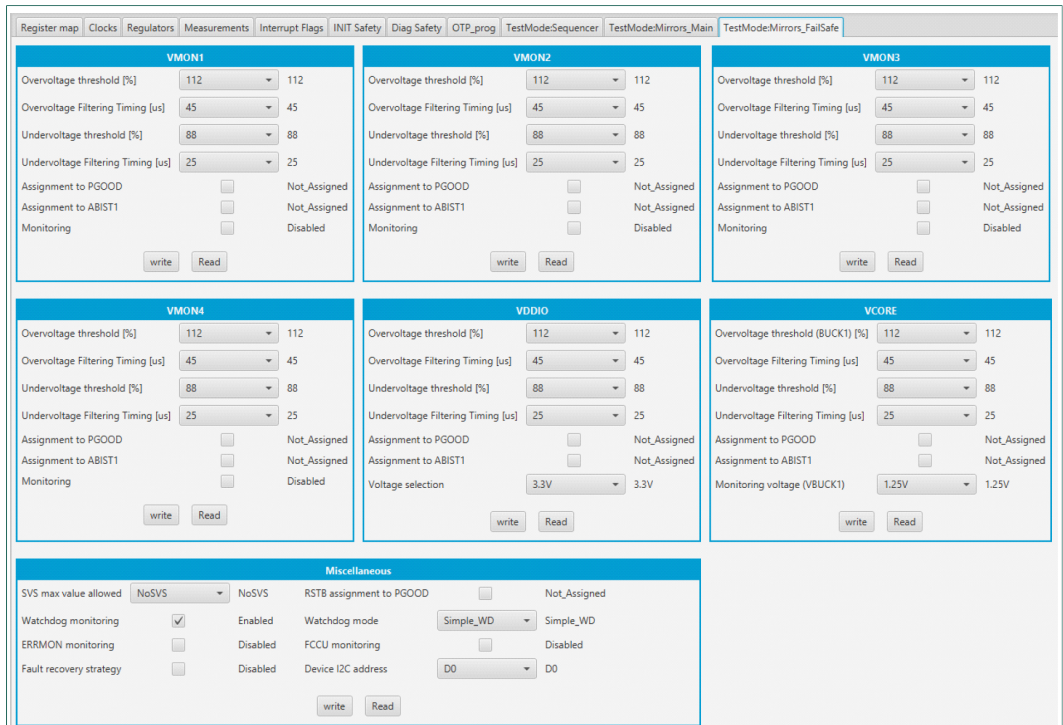 Register map Clocks Regulators Measurements Interrupt Flags INIT Safety Diag Safety OTP_prog TestMode:Sequencer TestMode:Mirrors_Main TestMode:Mirrors_FailSafe
VMON1
Overvoltage threshold [%] 112 112
Overvoltage Filtering Timing [us] 45 45
Undervoltage threshold [%] 88 88
Undervoltage Filtering Timing [us] 25 25
Assignment to PGOOD Not_Assigned
Assignment to ABIST1 Not_Assigned
Monitoring Disabled
write Read
VMON2
Overvoltage threshold [%] 112 112
Overvoltage Filtering Timing [us] 45 45
Undervoltage threshold [%] 88 88
Undervoltage Filtering Timing [us] 25 25
Assignment to PGOOD Not_Assigned
Assignment to ABIST1 Not_Assigned
Monitoring Disabled
write Read
VMON3
Overvoltage threshold [%] 112 112
Overvoltage Filtering Timing [us] 45 45
Undervoltage threshold [%] 88 88
Undervoltage Filtering Timing [us] 25 25
Assignment to PGOOD Not_Assigned
Assignment to ABIST1 Not_Assigned
Monitoring Disabled
write Read
VMON4
Overvoltage threshold [%] 112 112
Overvoltage Filtering Timing [us] 45 45
Undervoltage threshold [%] 88 88
Undervoltage Filtering Timing [us] 25 25
Assignment to PGOOD Not_Assigned
Assignment to ABIST1 Not_Assigned
Monitoring Disabled
write Read
VDDIO
Overvoltage threshold [%] 112 112
Overvoltage Filtering Timing [us] 45 45
Undervoltage threshold [%] 88 88
Undervoltage Filtering Timing [us] 25 25
Assignment to PGOOD Not_Assigned
Assignment to ABIST1 Not_Assigned
Voltage selection 3.3V 3.3V
write Read
VCORE
Overvoltage threshold (BUCK1) [%] 112 112
Overvoltage Filtering Timing [us] 45 45
Undervoltage threshold [%] 88 88
Undervoltage Filtering Timing [us] 25 25
Assignment to PGOOD Not_Assigned
Assignment to ABIST1 Not_Assigned
Monitoring voltage (VBUCK1) 1.25V 1.25V
write Read
Miscellaneous
SVS max value allowed NoSVS NoSVS RSTB assignment to PGOOD Not_Assigned
Watchdog monitoring Enabled Watchdog mode Simple_WD Simple_WD
ERRMON monitoring Disabled FCCU monitoring Disabled
Fault recovery strategy Disabled Device I2C address D0 D0
write Read